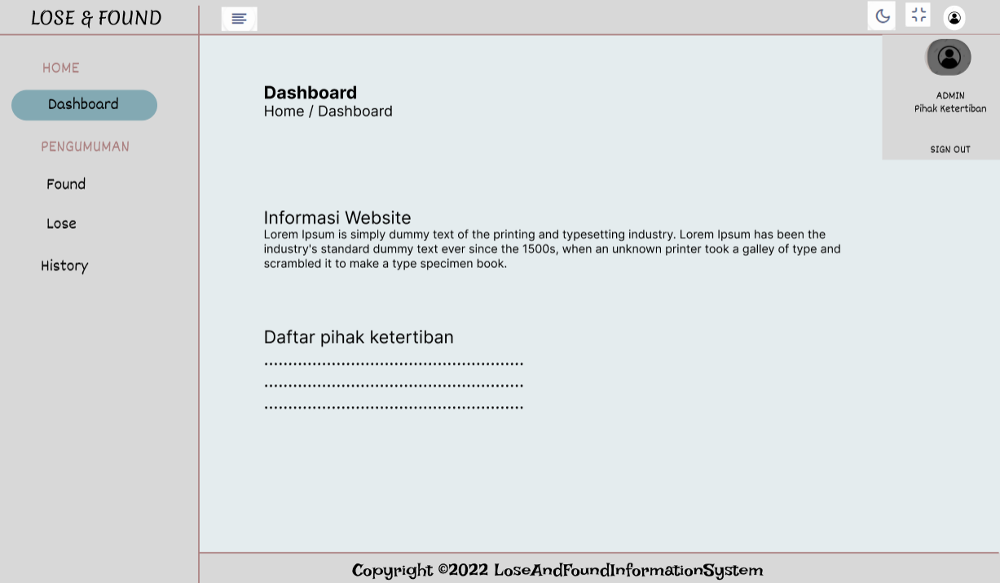 LOSE & FOUND
HOME
Dashboard
PENGUMUMAN
Found
Lose
History
ADMIN
Pihak Ketertiban
SIGN OUT
Dashboard
Home / Dashboard
Informasi Website
Lorem Ipsum is simply dummy text of the printing and typesetting industry. Lorem Ipsum has been the
industry's standard dummy text ever since the 1500s, when an unknown printer took a galley of type and
scrambled it to make a type specimen book.
Daftar pihak ketertiban
......................................................
......................................................
......................................................
Copyright ©2022 LoseAndFoundInformationSystem